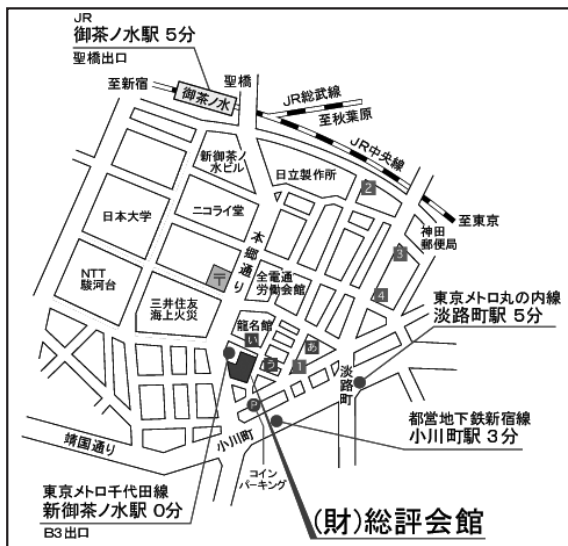 JR
御茶ノ水駅 5分
聖橋出口
聖橋
至新宿
御茶ノ水
JR総武線
至秋葉原
JR中央線
新御茶ノ
水ビル
日立製作所
2
至東京
日本大学
ニコライ堂
本郷通り
神田
郵便局
3
NTT
駿河台
〒
全電通
労働会館
4
三井住友
海上火災
東京メトロ丸の内線
淡路町駅 5分
龍名館
い
あ
う
1
淡路町
P
都営地下鉄新宿線
小川町駅 3分
靖国通り
小川町
コイン
パーキング
東京メトロ千代田線
新御茶ノ水駅 0分
B3出口
(財)総評会館